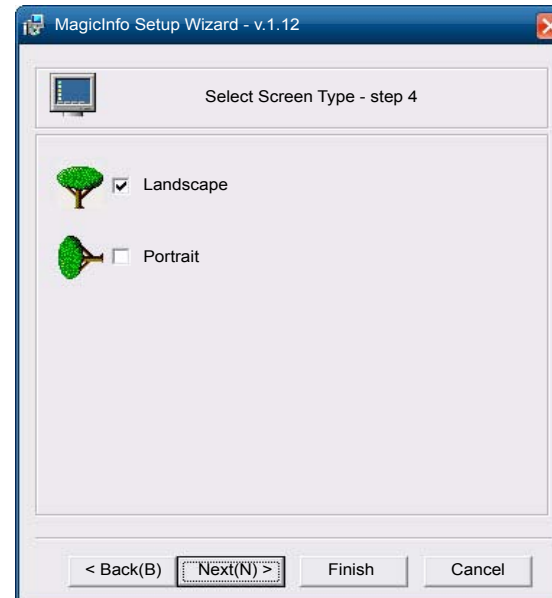 MagicInfo Setup Wizard - v.1.12
Select Screen Type - step 4
Landscape
Portrait
< Back(B) Next(N) > Finish Cancel